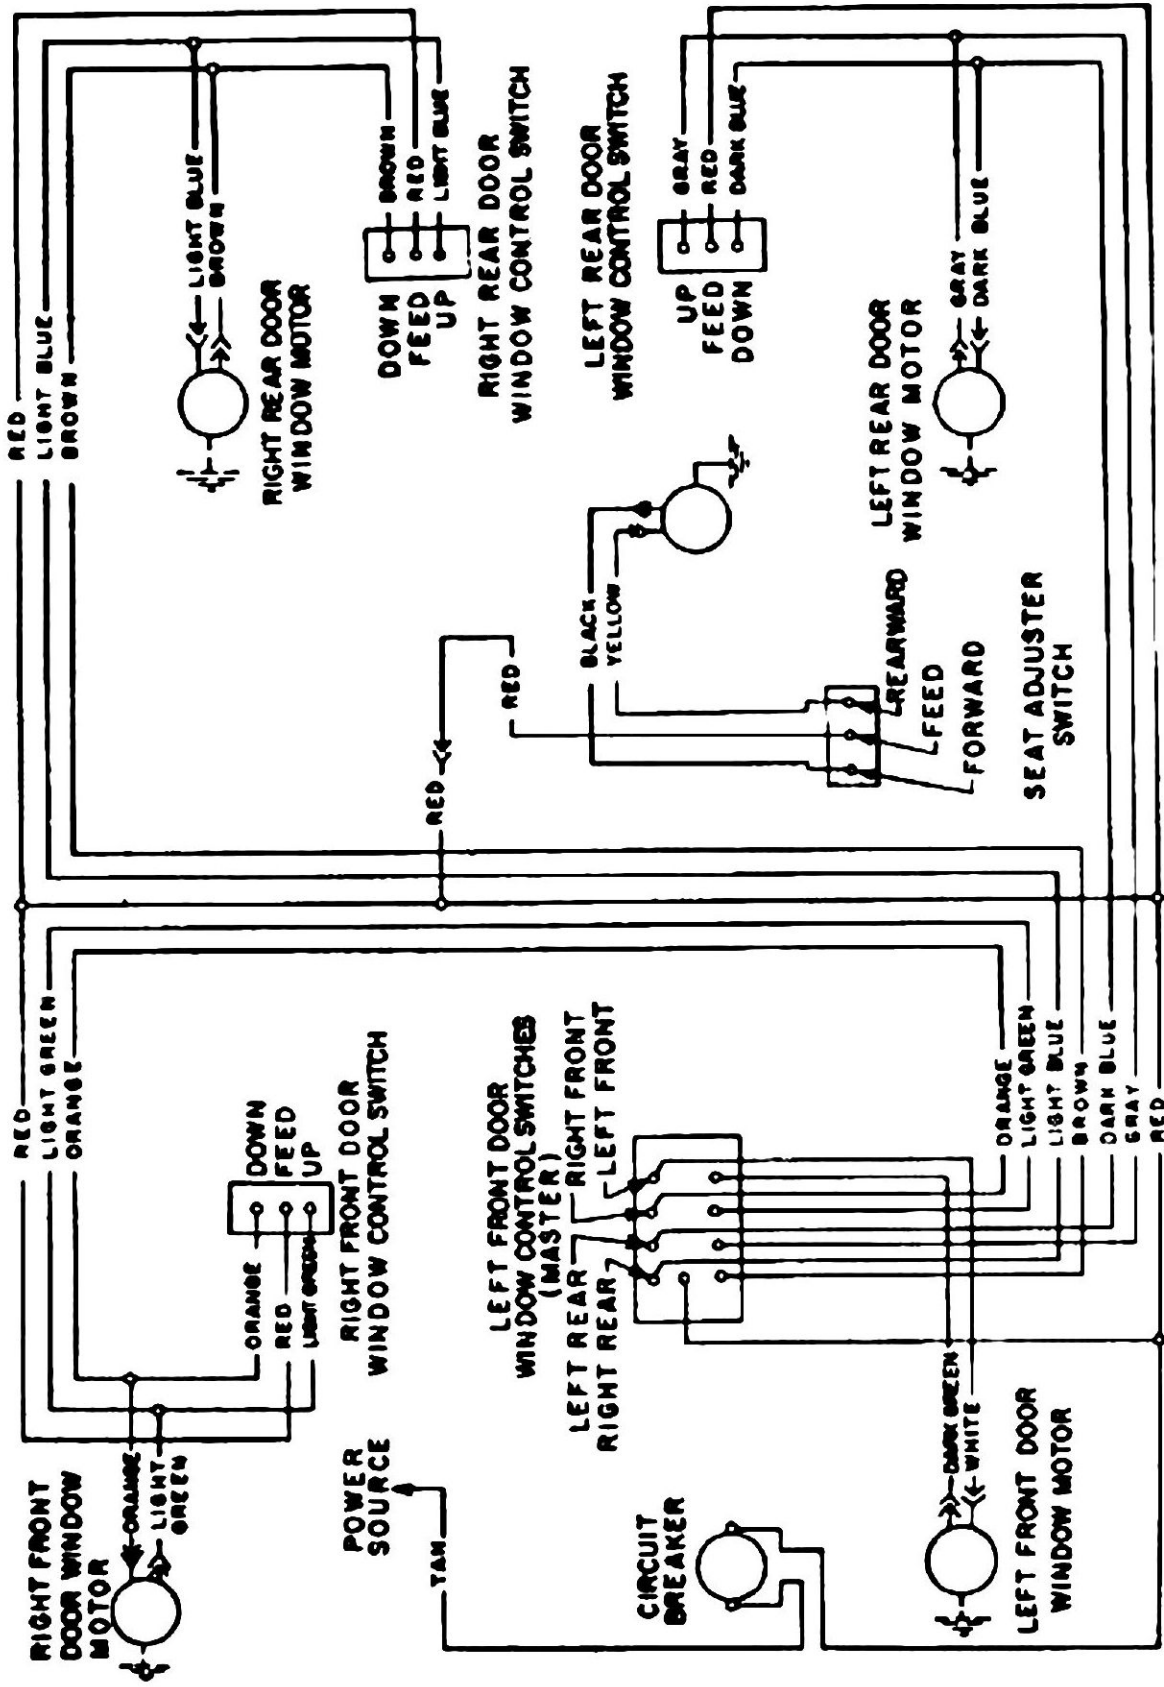 RIGHT FRONT
DOOR WINDOW
MOTOR
ORANGE
LIGHT
GREEN
RED
LIGHT GREEN
ORANGE
RED
LIGHT BLUE
BROWN
LIGHT BLUE
BROWN
RIGHT REAR DOOR
WINDOW MOTOR
ORANGE
RED
LIGHT GREEN
DOWN
FEED
UP
RIGHT FRONT DOOR
WINDOW CONTROL SWITCH
DOWN
FEED
UP
BROWN
RED
LIGHT BLUE
RIGHT REAR DOOR
WINDOW CONTROL SWITCH
POWER
SOURCE
TAN
RED
RED
LEFT FRONT DOOR
WINDOW CONTROL SWITCHES
(MASTER)
LEFT REAR
RIGHT REAR
RIGHT FRONT
LEFT FRONT
BLACK
YELLOW
LEFT REAR DOOR
WINDOW CONTROL SWITCH
UP
FEED
DOWN
GRAY
RED
DARK BLUE
CIRCUIT
BREAKER
REARWARD
FEED
FORWARD
SEAT ADJUSTER
SWITCH
LEFT REAR DOOR
WINDOW MOTOR
GRAY
DARK BLUE
DARK GREEN
WHITE
LEFT FRONT DOOR
WINDOW MOTOR
ORANGE
LIGHT GREEN
LIGHT BLUE
BROWN
DARK BLUE
GRAY
RED